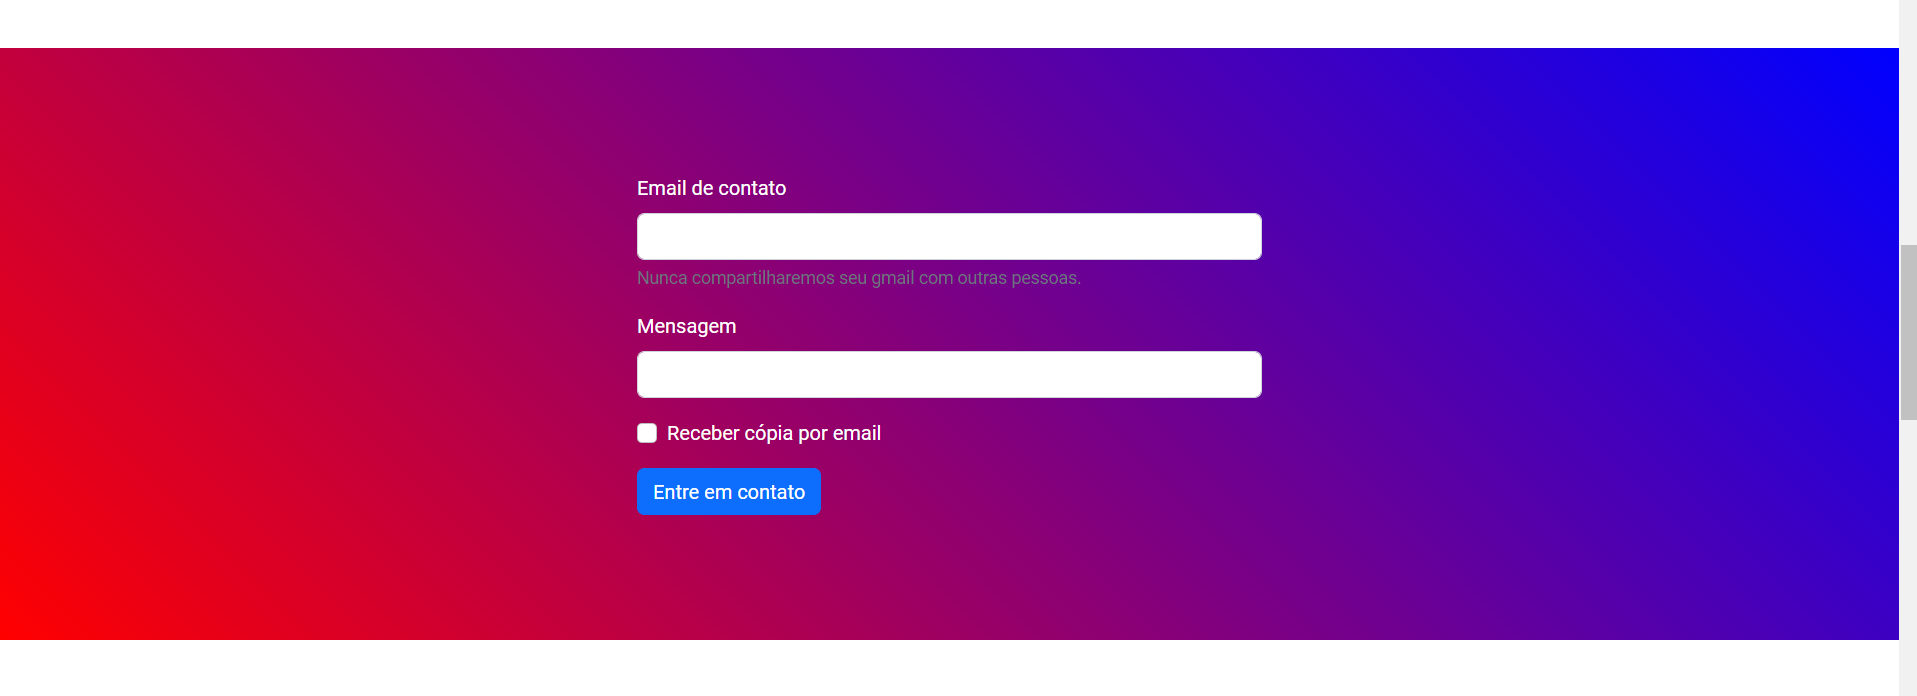 Email de contato
Nunca compartilharemos seu gmail com outras pessoas.
Mensagem
Receber cópia por email
Entre em contato